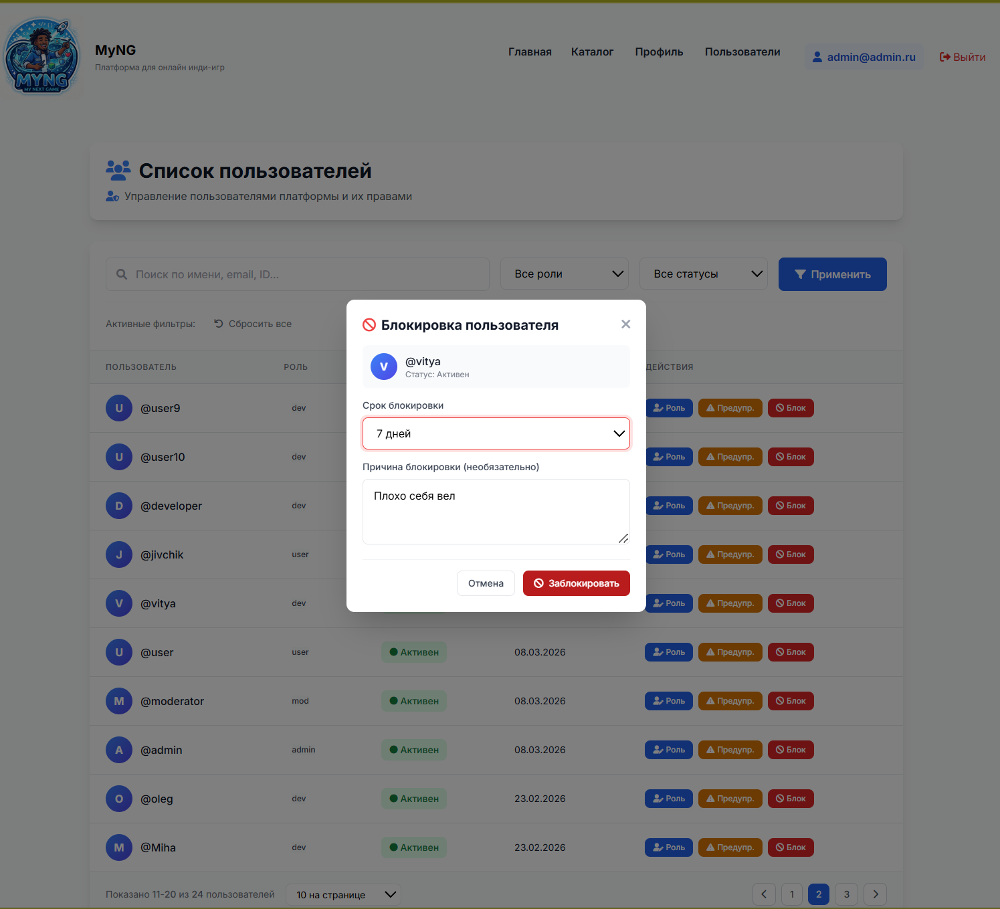 MYNG
MY NEXT GAME
MyNG
Платформа для онлайн инди-игр
Главная
Каталог
Профиль
Пользователи
admin@admin.ru
Выйти
Список пользователей
Управление пользователями платформы и их правами
Поиск по имени, email, ID...
Все роли
Все статусы
Применить
Активные фильтры:
Сбросить все
Блокировка пользователя
V
@vitya
Статус: Активен
Срок блокировки
7 дней
Причина блокировки (необязательно)
Плохо себя вел
Отмена
Заблокировать
ПОЛЬЗОВАТЕЛЬ РОЛЬ ДЕЙСТВИЯ
U @user9 dev Роль Предупр. Блок
U @user10 dev Роль Предупр. Блок
D @developer dev Роль Предупр. Блок
J @jivchik user Роль Предупр. Блок
V @vitya dev Роль Предупр. Блок
U @user user Активен 08.03.2026 Роль Предупр. Блок
M @moderator mod Активен 08.03.2026 Роль Предупр. Блок
A @admin admin Активен 08.03.2026 Роль Предупр. Блок
O @oleg dev Активен 23.02.2026 Роль Предупр. Блок
M @Miha dev Активен 23.02.2026 Роль Предупр. Блок
Показано 11-20 из 24 пользователей
10 на странице
1 2 3